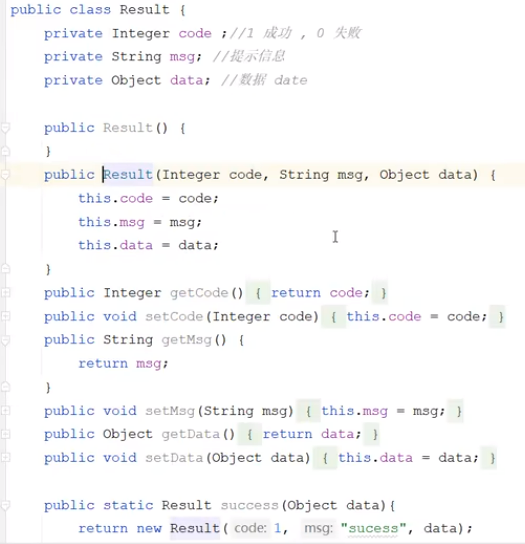 public class Result {
private Integer code ;//1 成功 , 0 失败
private String msg; //提示信息
private Object data; //数据 date
public Result() {
}
public Result(Integer code, String msg, Object data) {
this.code = code;
this.msg = msg;
this.data = data;
}
public Integer getCode() { return code; }
public void setCode(Integer code) { this.code = code; }
public String getMsg() {
return msg;
}
public void setMsg(String msg) { this.msg = msg; }
public Object getData() { return data; }
public void setData(Object data) { this.data = data; }
public static Result success(Object data){
return new Result( code: 1, msg: "sucess", data);